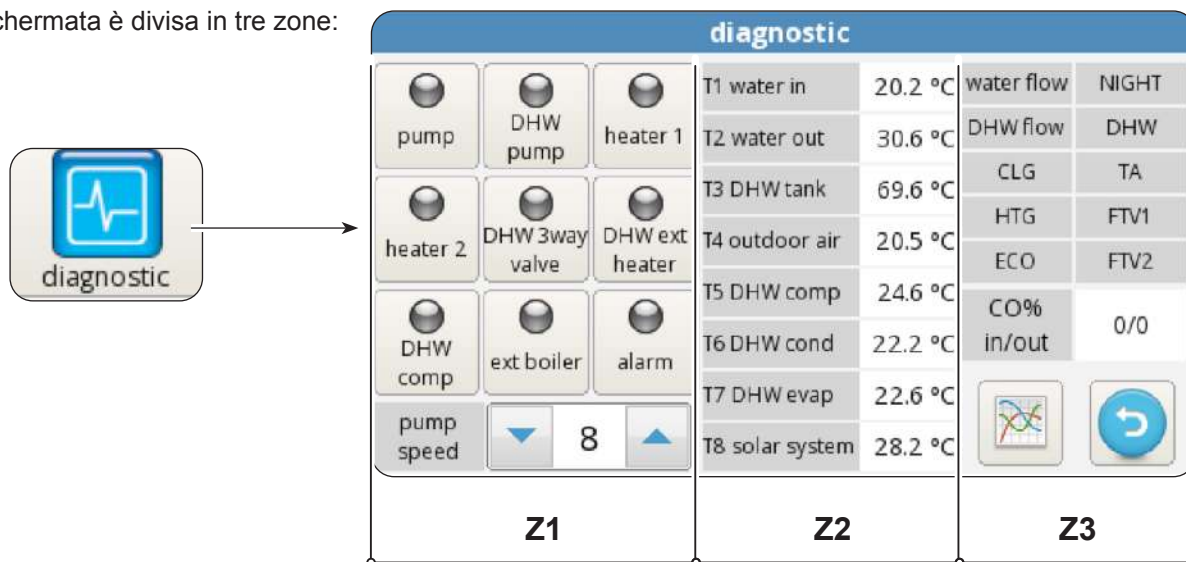 chermata è divisa in tre zone:
diagnostic
diagnostic
pump
DHW
pump
heater 1
heater 2
DHW 3way
valve
DHW ext
heater
DHW
comp
ext boiler
alarm
pump
speed
8
T1 water in 20.2 °C
T2 water out 30.6 °C
T3 DHW tank 69.6 °C
T4 outdoor air 20.5 °C
T5 DHW comp 24.6 °C
T6 DHW cond 22.2 °C
T7 DHW evap 22.6 °C
T8 solar system 28.2 °C
water flow NIGHT
DHW flow DHW
CLG TA
HTG FTV1
ECO FTV2
CO%
in/out
0/0
Z1 Z2 Z3